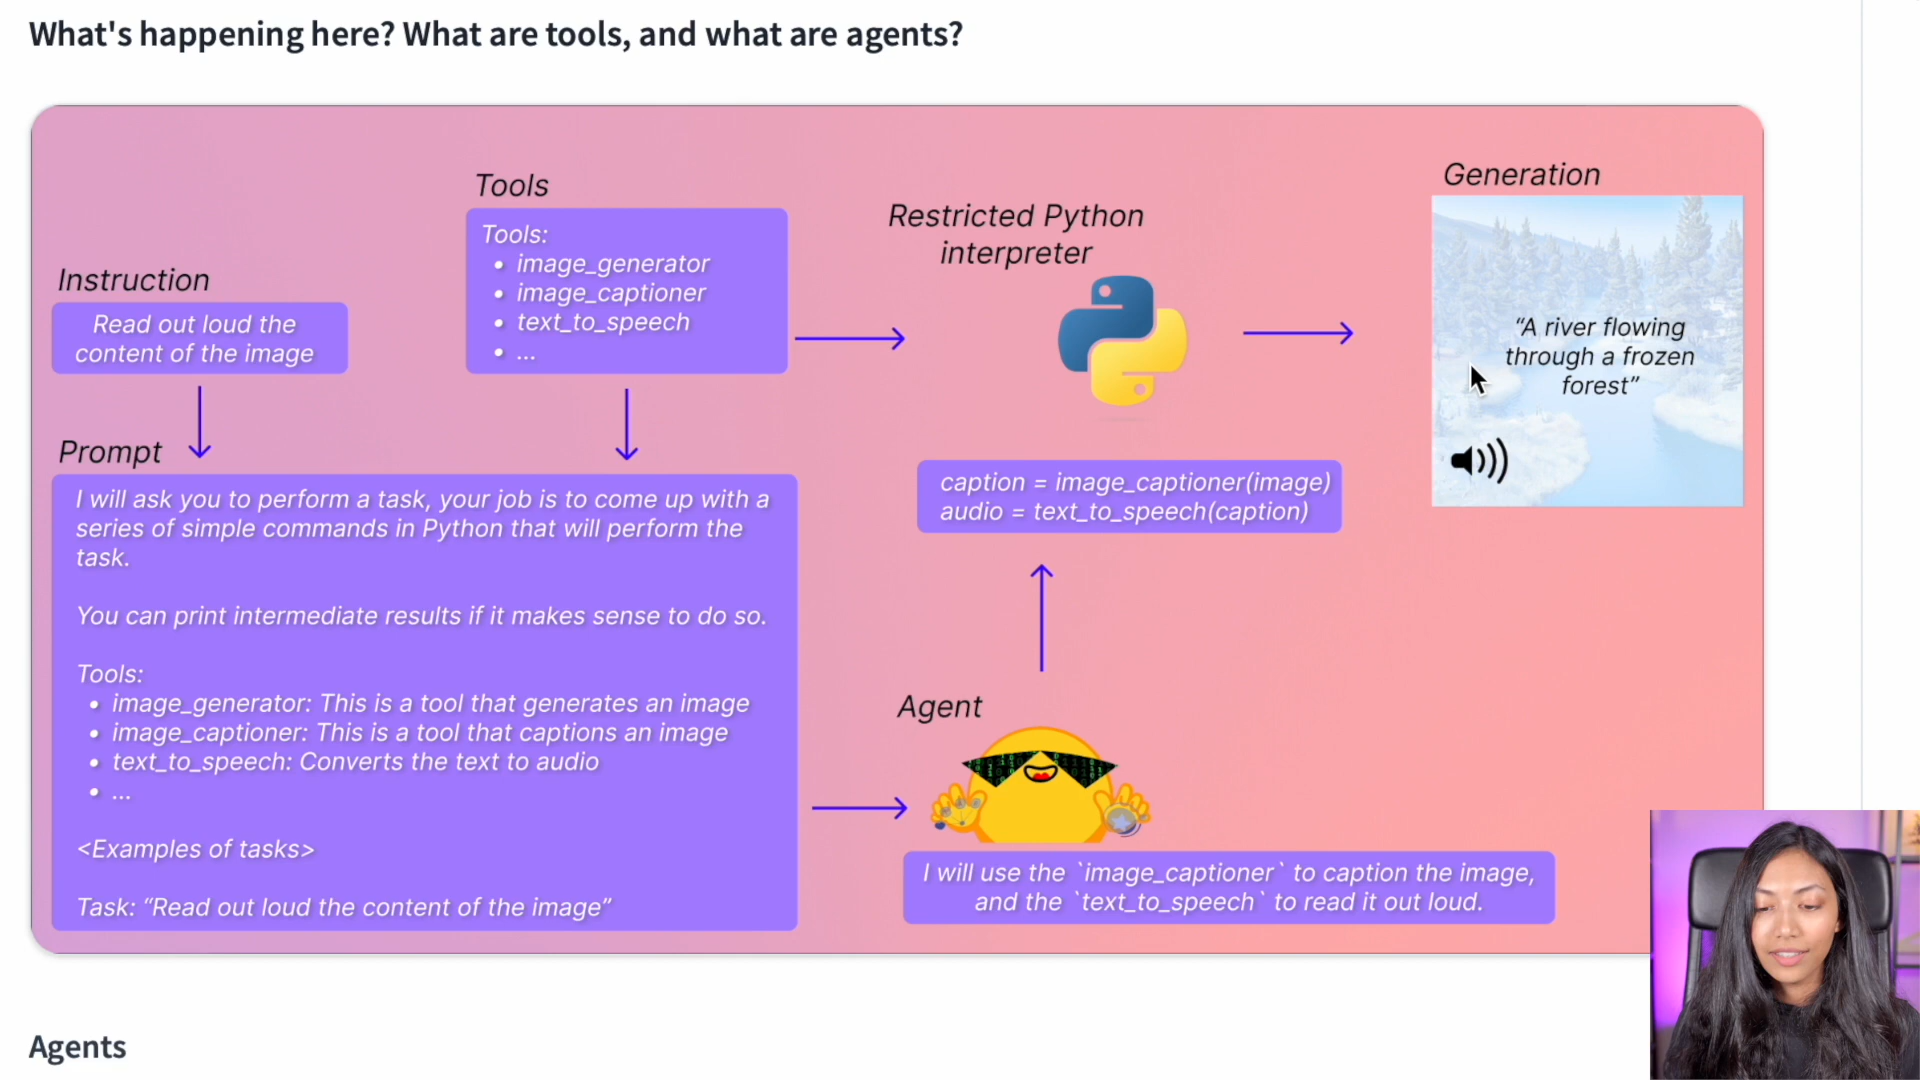 What's happening here? What are tools, and what are agents?
Instruction
Read out loud the
content of the image
Tools
Tools:
• image_generator
• image_captioner
• text_to_speech
• ...
Restricted Python
interpreter
Generation
“A river flowing
through a frozen
forest”
Prompt
I will ask you to perform a task, your job is to come up with a
series of simple commands in Python that will perform the
task.
You can print intermediate results if it makes sense to do so.
Tools:
• image_generator: This is a tool that generates an image
• image_captioner: This is a tool that captions an image
• text_to_speech: Converts the text to audio
• ...
<Examples of tasks>
Task: “Read out loud the content of the image”
caption = image_captioner(image)
audio = text_to_speech(caption)
Agent
I will use the `image_captioner` to caption the image,
and the `text_to_speech` to read it out loud.
Agents